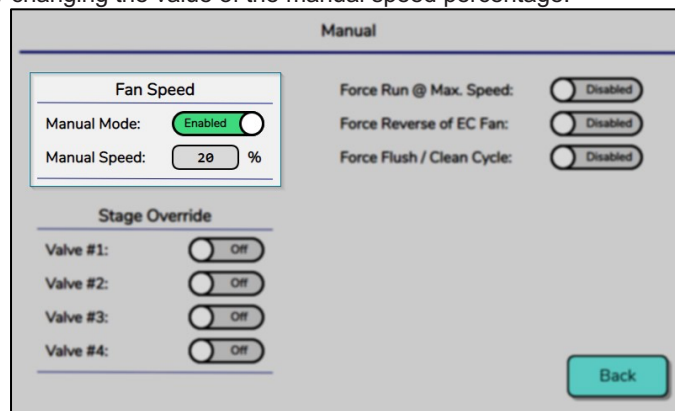 changing the value of the manual speed percentage.
Manual
Fan Speed
Manual Mode: Enabled
Manual Speed: 20 %
Stage Override
Valve #1: Off
Valve #2: Off
Valve #3: Off
Valve #4: Off
Force Run @ Max. Speed: Disabled
Force Reverse of EC Fan: Disabled
Force Flush / Clean Cycle: Disabled
Back